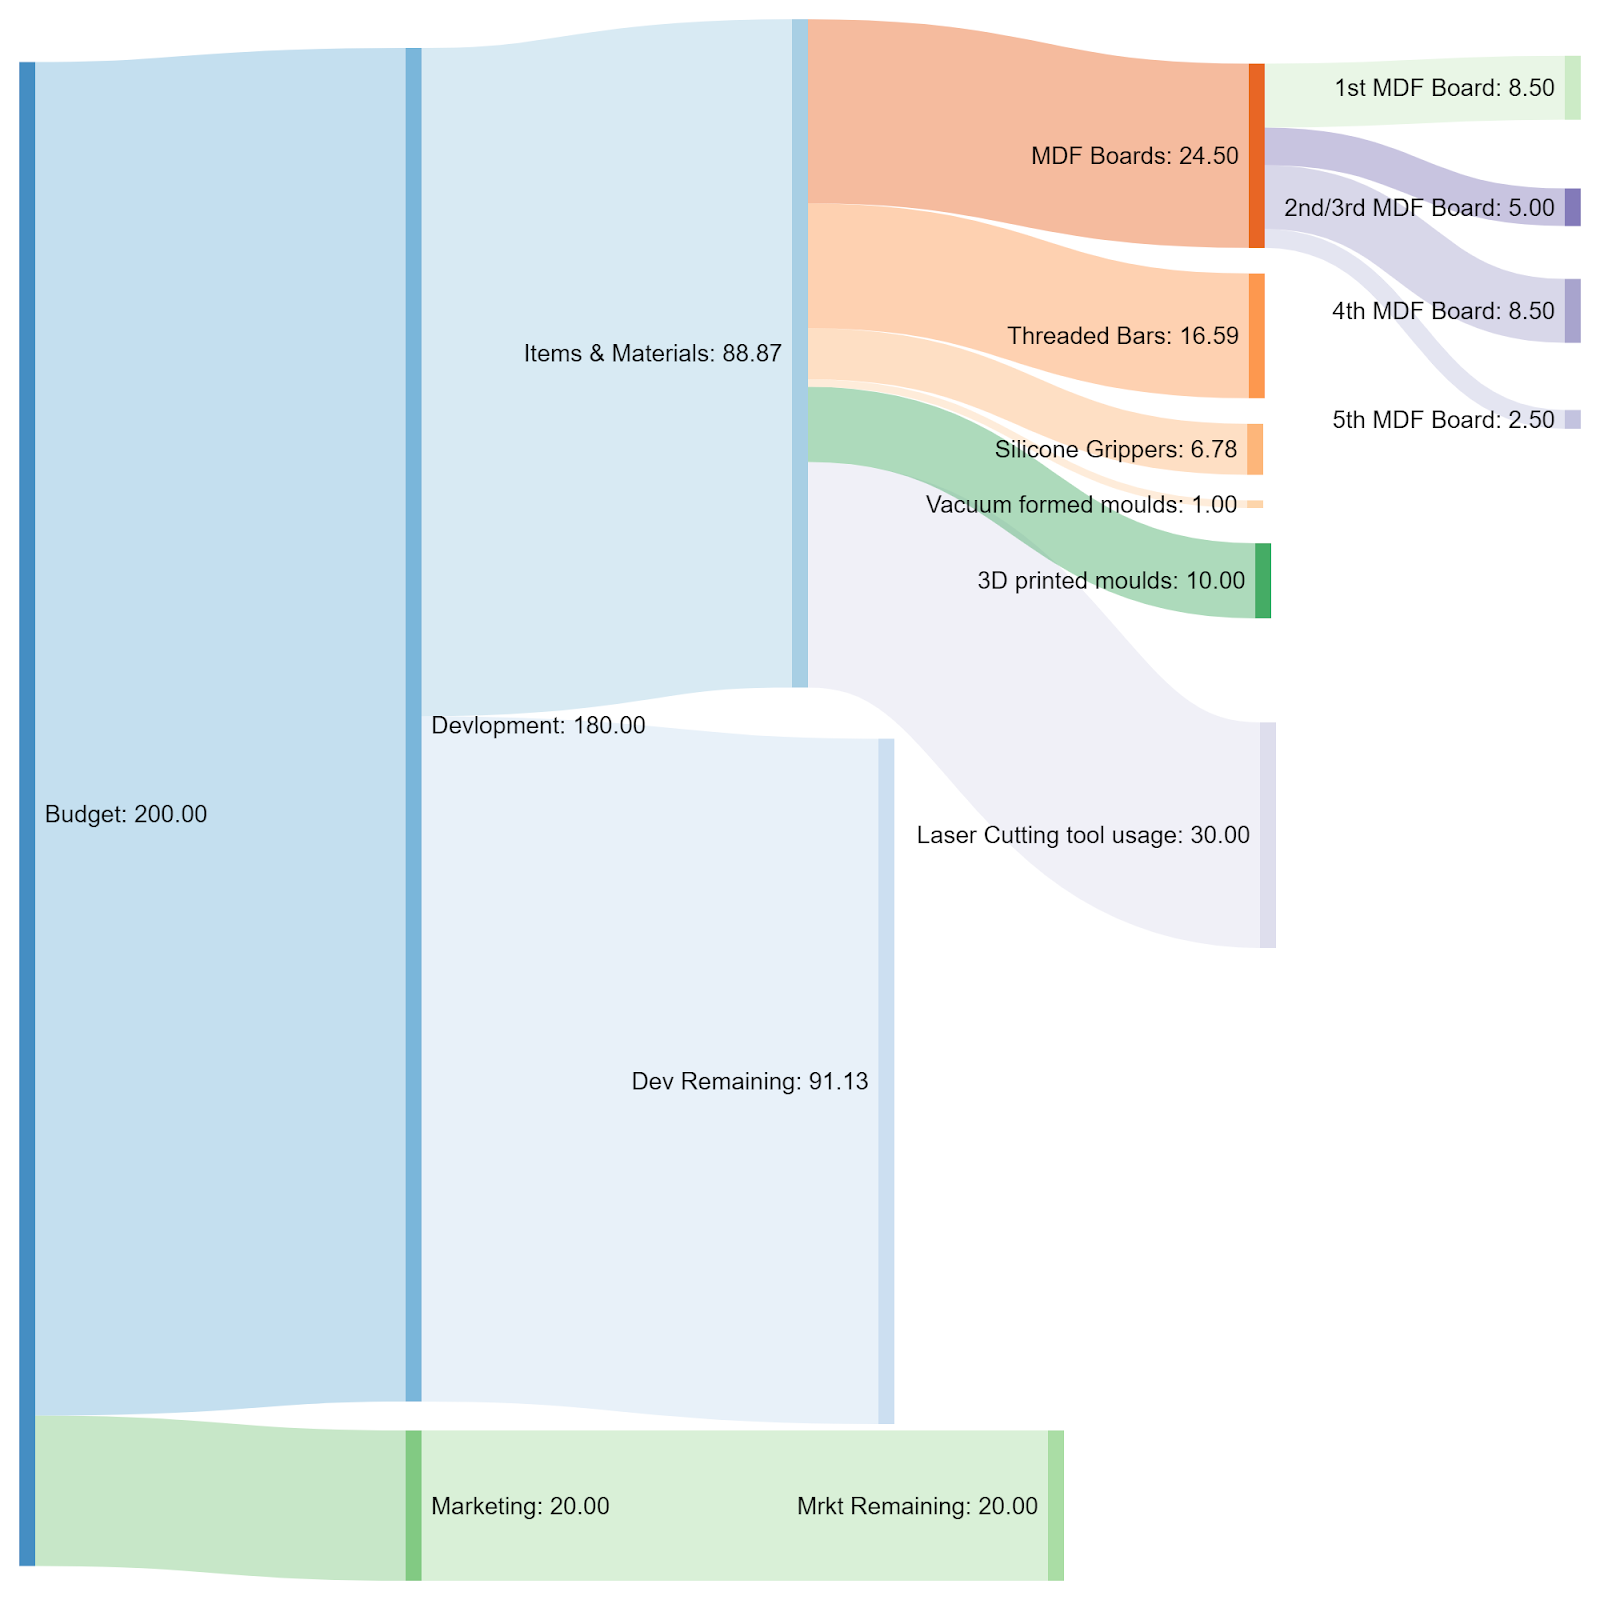 1st MDF Board: 8.50
MDF Boards: 24.50
2nd/3rd MDF Board: 5.00
4th MDF Board: 8.50
Threaded Bars: 16.59
Items & Materials: 88.87
5th MDF Board: 2.50
Silicone Grippers: 6.78
Vacuum formed moulds: 1.00
3D printed moulds: 10.00
Devlopment: 180.00
Budget: 200.00
Laser Cutting tool usage: 30.00
Dev Remaining: 91.13
Marketing: 20.00
Mrkt Remaining: 20.00